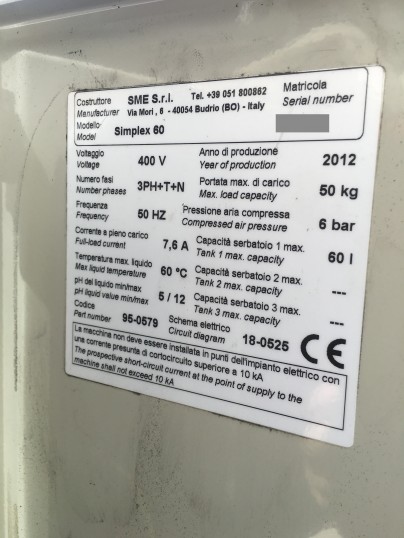 Costruttore SME S.r.l. Tel. +39 051 800862 Matricola
Manufacturer Via Mori , 6 - 40054 Budrio (BO) - Italy Serial number
Modello
Model Simplex 60
Voltaggio Anno di produzione
Voltage 400 V Year of production 2012
Numero fasi Portata max. di carico
Number phases 3PH+T+N Max. load capacity 50 kg
Frequenza Pressione aria compressa
Frequency 50 HZ Compressed air pressure 6 bar
Corrente a pieno carico Capacità serbatoio 1 max.
Full-load current 7,6 A Tank 1 max. capacity 60 l
Temperatura max. liquido Capacità serbatoio 2 max.
Max liquid temperature 60 °C Tank 2 max. capacity ---
pH del liquido min/max Capacità serbatoio 3 max.
pH liquid value min/max 5 / 12 Tank 3 max. capacity ---
Codice Schema elettrico
Part number 95-0579 Circuit diagram 18-0525 CE
La macchina non deve essere installata in punti dell'impianto elettrico con
una corrente presunta di cortocircuito superiore a 10 kA
The prospective short-circuit current at the point of supply to the
machine shall not exceed 10 kA